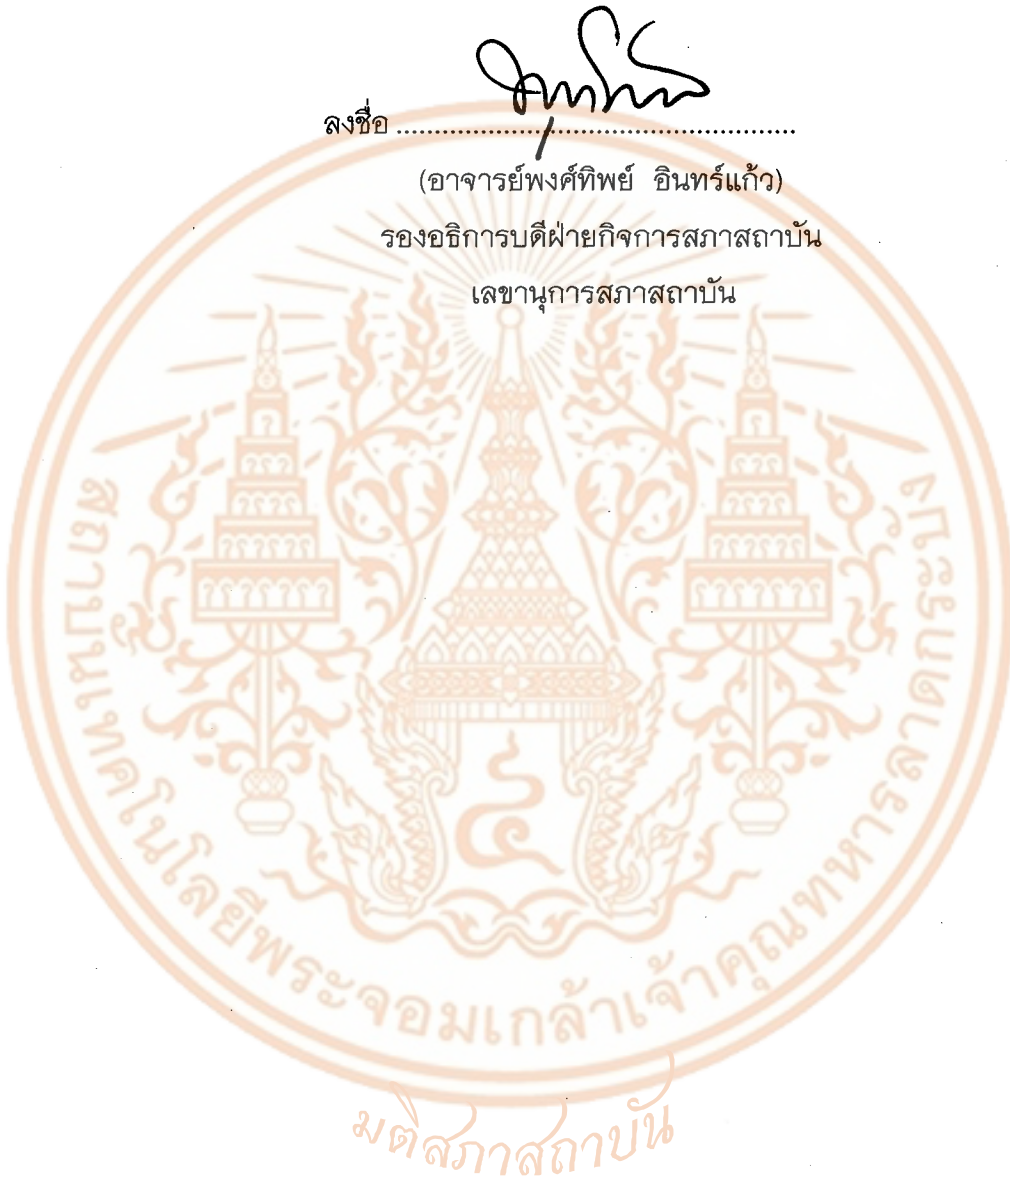 ลงชื่อ ......................................................
(อาจารย์พงศ์ทิพย์ อินทร์แก้ว)
รองอธิการบดีฝ่ายกิจการสภาสถาบัน
เลขานุการสภาสถาบัน
สถาบันเทคโนโลยีพระจอมเกล้าเจ้าคุณทหารลาดกระบัง
๔
มติสภาสถาบัน